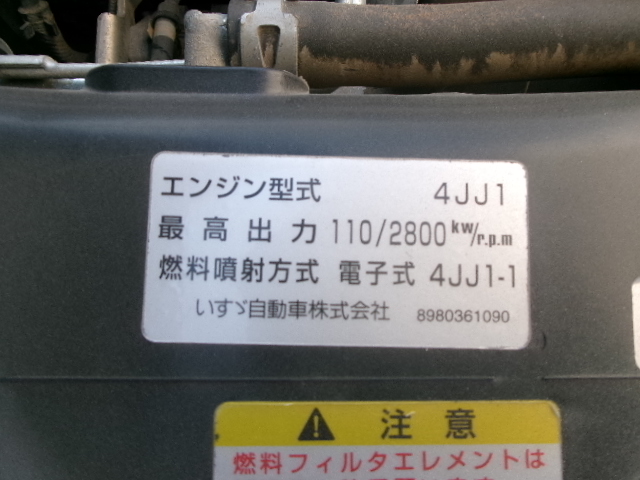 エンジン型式 4JJ1
最高出力 110/2800 kw/r.p.m
燃料噴射方式 電子式 4JJ1-1
いすゞ自動車株式会社 8980361090
注意
燃料フィルタエレメントは